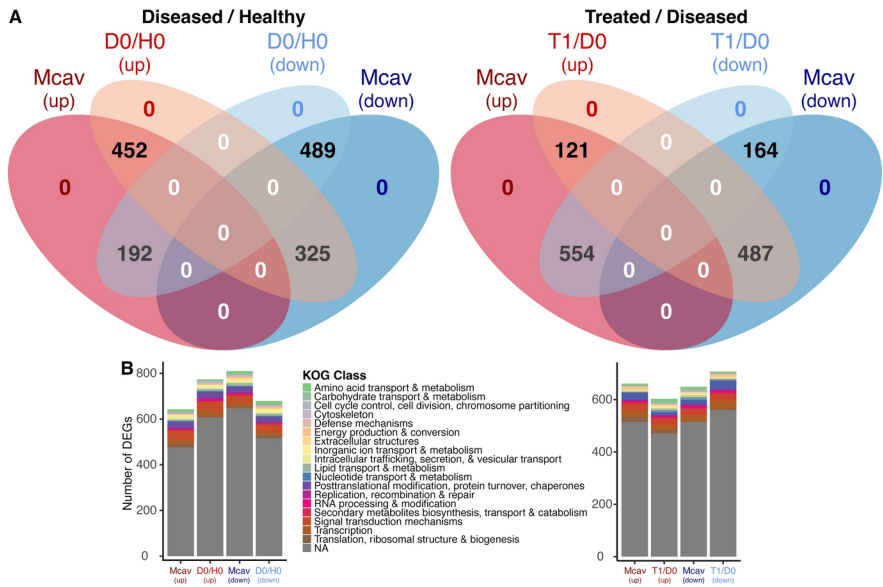 A
Diseased / Healthy
D0/H0
(up)
D0/H0
(down)
Mcav
(up)
Mcav
(down)
0
0
452
0
489
0
0
0
0
0
192
0
0
325
0
Treated / Diseased
T1/D0
(up)
T1/D0
(down)
Mcav
(up)
Mcav
(down)
0
0
121
0
164
0
0
0
0
0
554
0
0
487
0
B
Number of DEGs
800
600
400
200
0
Mcav
(up)
D0/H0
(up)
Mcav
(down)
D0/H0
(down)
KOG Class
Amino acid transport & metabolism
Carbohydrate transport & metabolism
Cell cycle control, cell division, chromosome partitioning
Cytoskeleton
Defense mechanisms
Energy production & conversion
Extracellular structures
Inorganic ion transport & metabolism
Intracellular trafficking, secretion, & vesicular transport
Lipid transport & metabolism
Nucleotide transport & metabolism
Posttranslational modification, protein turnover, chaperones
Replication, recombination & repair
RNA processing & modification
Secondary metabolites biosynthesis, transport & catabolism
Signal transduction mechanisms
Transcription
Translation, ribosomal structure & biogenesis
NA
600
400
200
0
Mcav
(up)
T1/D0
(up)
Mcav
(down)
T1/D0
(down)